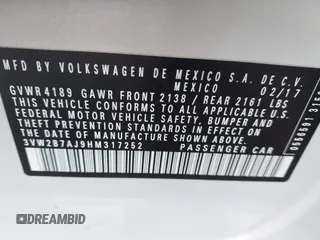 MFD. BY VOLKSWAGEN DE MEXICO S.A. DE C.V.
MEXICO 02/17
GVWR 4189 GAWR FRONT 2138 / REAR 2161 LBS
THIS VEHICLE CONFORMS TO ALL APPLICABLE U.S.
FEDERAL MOTOR VEHICLE SAFETY, BUMPER, AND
THEFT PREVENTION STANDARDS IN EFFECT ON THE
DATE OF MANUFACTURE SHOWN ABOVE.
3VW2B7AJ9HM317252 PASSENGER CAR
DREAMBID.COM